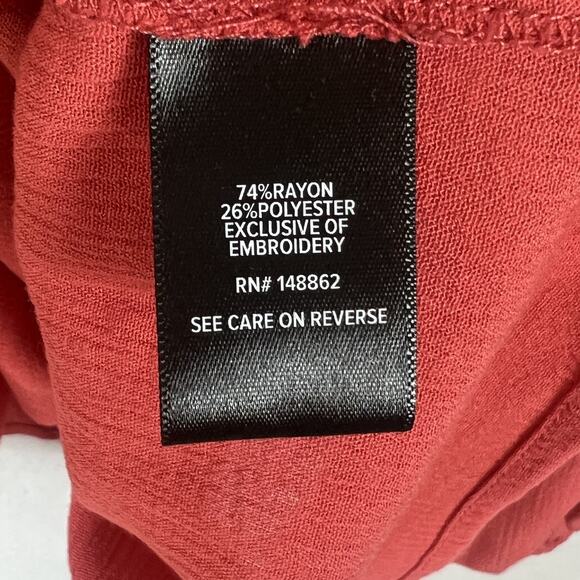 74%RAYON
26%POLYESTER
EXCLUSIVE OF
EMBROIDERY
RN# 148862
SEE CARE ON REVERSE